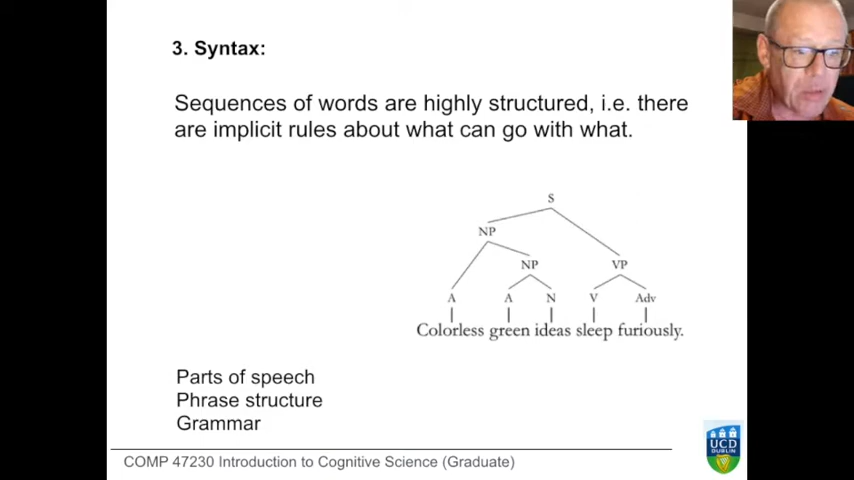 3. Syntax:
Sequences of words are highly structured, i.e. there
are implicit rules about what can go with what.
S
NP
NP VP
A A N V Adv
Colorless green ideas sleep furiously.
Parts of speech
Phrase structure
Grammar
UCD
DUBLIN
COMP 47230 Introduction to Cognitive Science (Graduate)